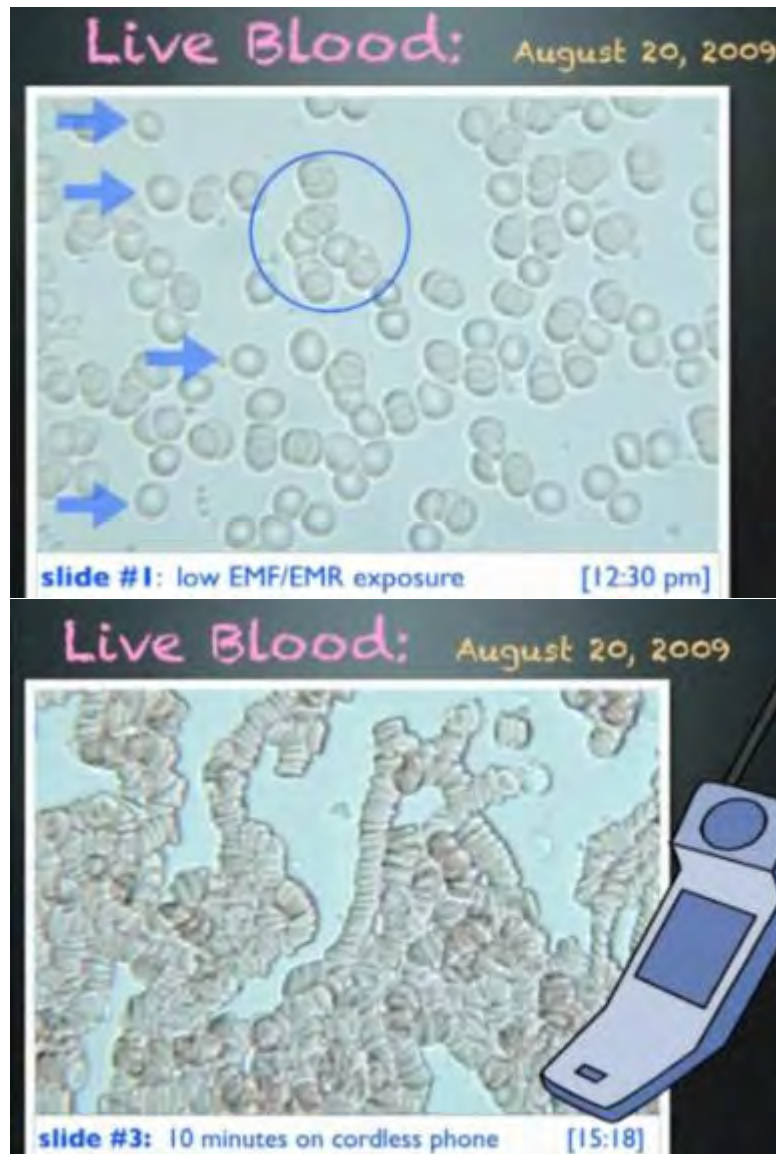 Live Blood: August 20, 2009
slide #1: low EMF/EMR exposure [12:30 pm]
Live Blood: August 20, 2009
slide #3: 10 minutes on cordless phone [15:18]